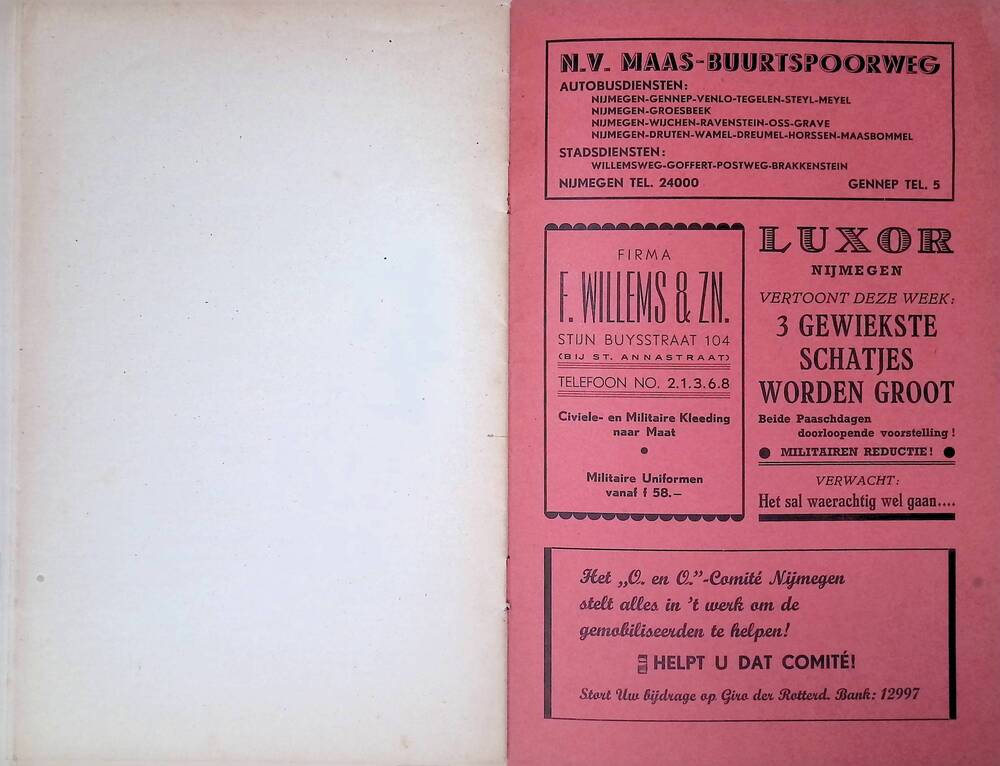 N.V. MAAS-BUURTSPOORWEG
AUTOBUSDIENSTEN:
NIJMEGEN-GENNEP-VENLO-TEGELEN-STEYL-MEYEL
NIJMEGEN-GROESBEEK
NIJMEGEN-WIJCHEN-RAVENSTEIN-OSS-GRAVE
NIJMEGEN-DRUTEN-WAMEL-DREUMEL-HORSSEN-MAASBOMMEL
STADSDIENSTEN:
WILLEMSWEG-GOFFERT-POSTWEG-BRAKKENSTEIN
NIJMEGEN TEL. 24000 GENNEP TEL. 5
FIRMA
F. WILLEMS & ZN.
STIJN BUYSSTRAAT 104
(BIJ ST. ANNASTRAAT)
TELEFOON NO. 2.1.3.6.8
Civiele- en Militaire Kleeding
naar Maat
Militaire Uniformen
vanaf f 58.—
LUXOR
NIJMEGEN
VERTOONT DEZE WEEK:
3 GEWIEKSTE
SCHATJES
WORDEN GROOT
Beide Paaschdagen
doorloopende voorstelling!
● MILITAIREN REDUCTIE! ●
VERWACHT:
Het sal waerachtig wel gaan....
Het „O. en O.”-Comité Nijmegen
stelt alles in 't werk om de
gemobiliseerden te helpen!
HELPT U DAT COMITÉ!
Stort Uw bijdrage op Giro der Rotterd. Bank: 12997